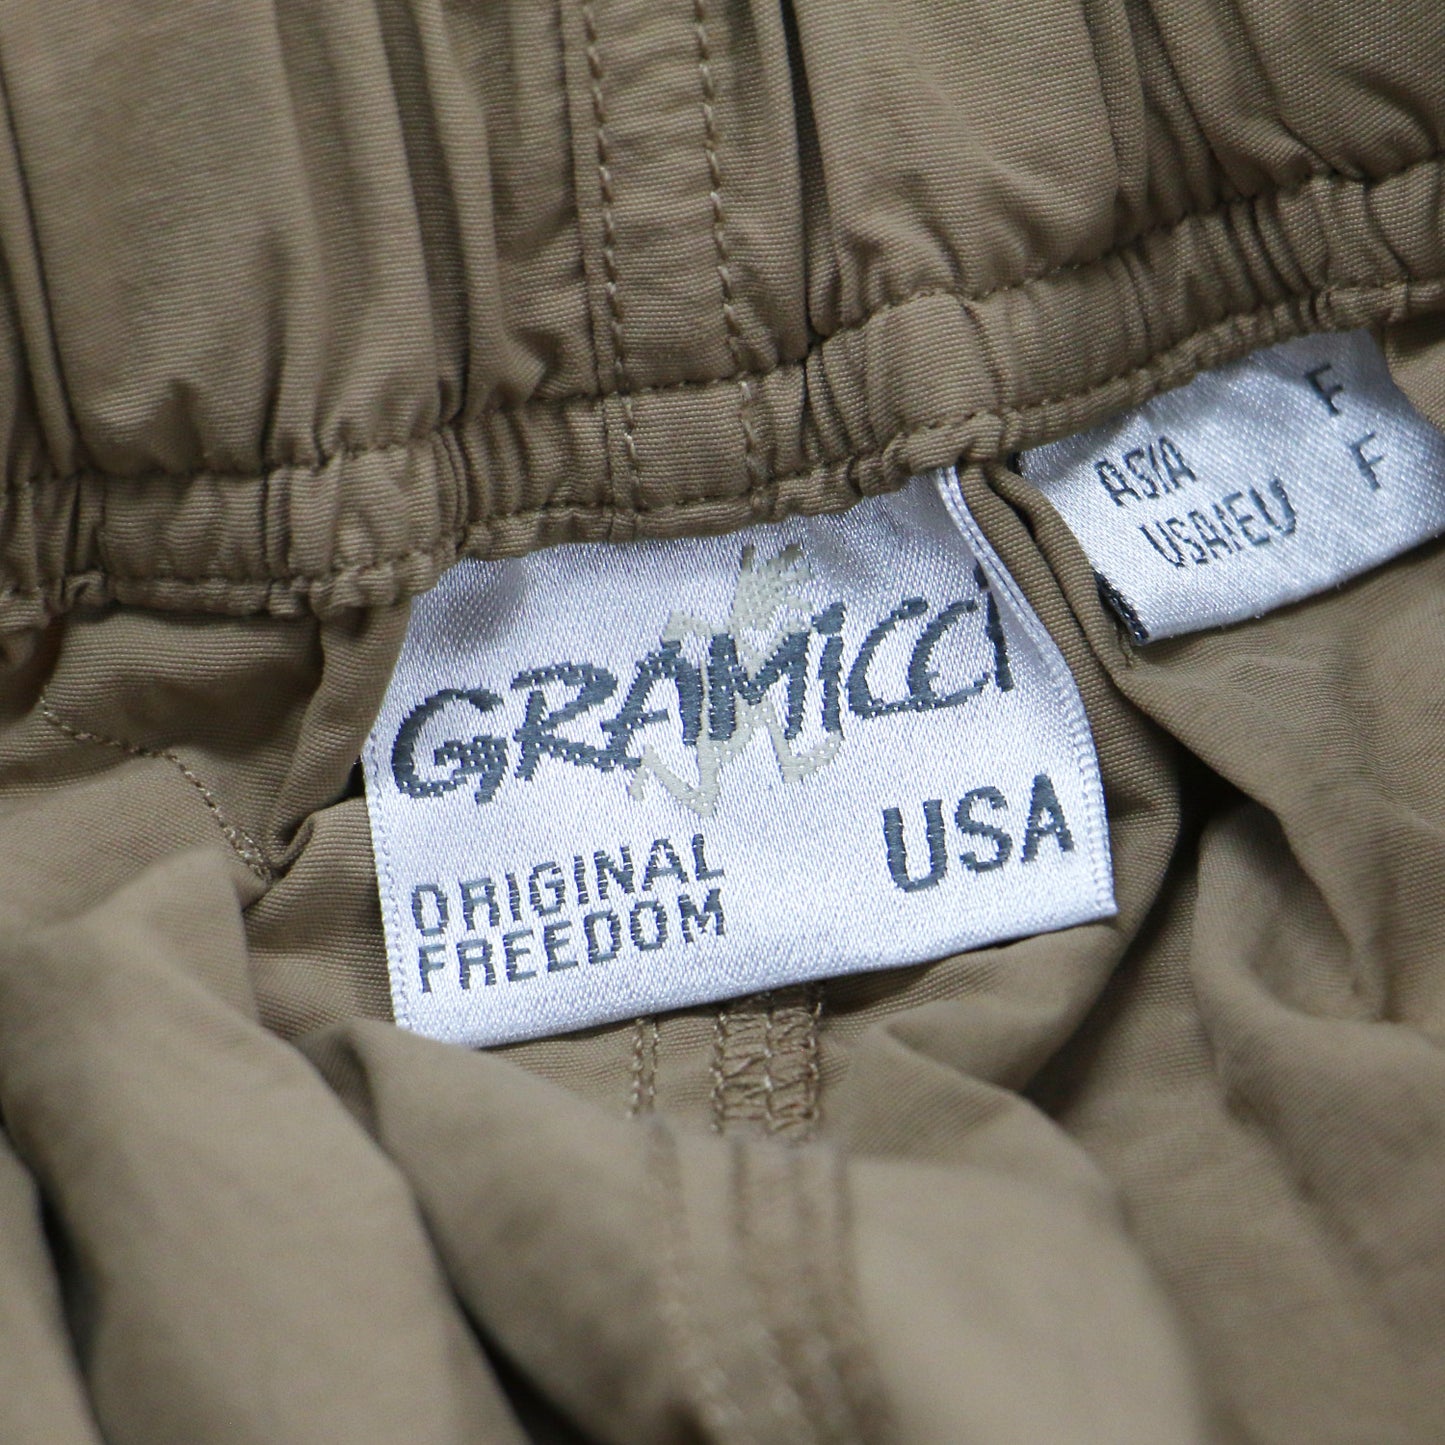 GRAMICCI
ORIGINAL
FREEDOM
USA
ASIA F
USA/EU F